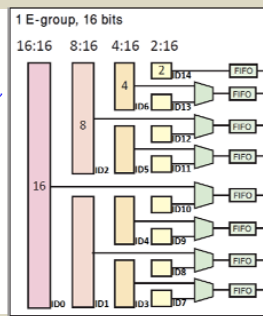 1 E-group, 16 bits
16:16 8:16 4:16 2:16
2
ID14
FIFO
4
FIFO
ID6
ID13
8
FIFO
ID12
FIFO
ID2
ID5
ID11
16
FIFO
ID10
FIFO
ID4
ID9
FIFO
ID8
FIFO
ID0
ID1
ID3
ID7